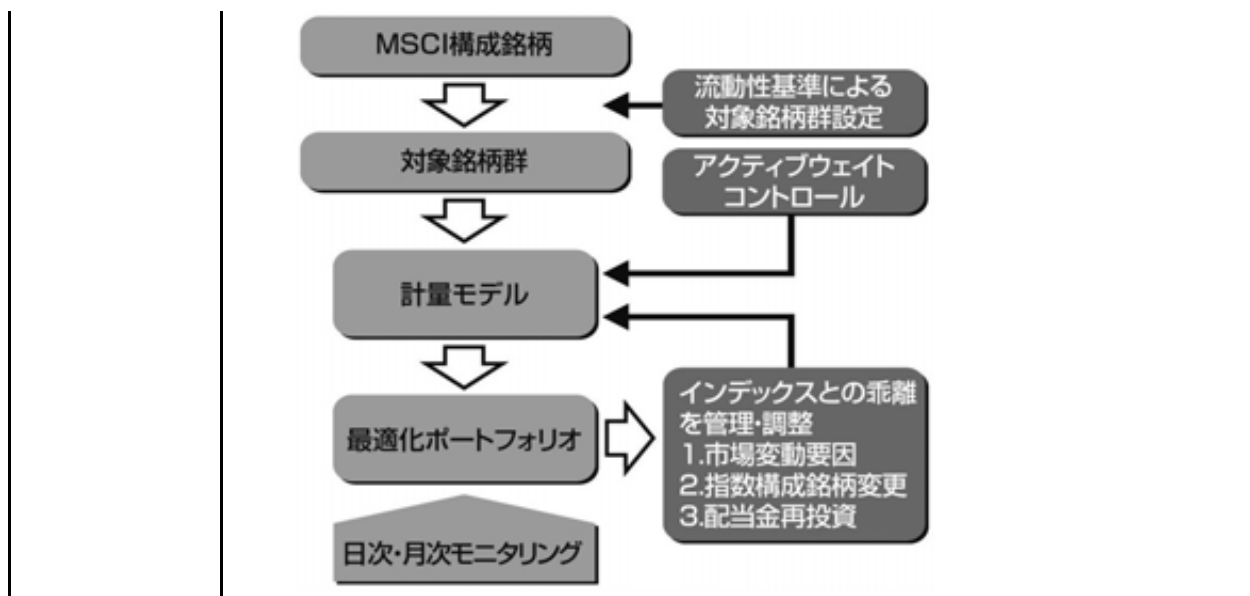 MSCI構成銘柄
流動性基準による
対象銘柄群設定
対象銘柄群
アクティブウェイト
コントロール
計量モデル
最適化ポートフォリオ
インデックスとの乖離
を管理・調整
1.市場変動要因
2.指数構成銘柄変更
3.配当金再投資
日次・月次モニタリング